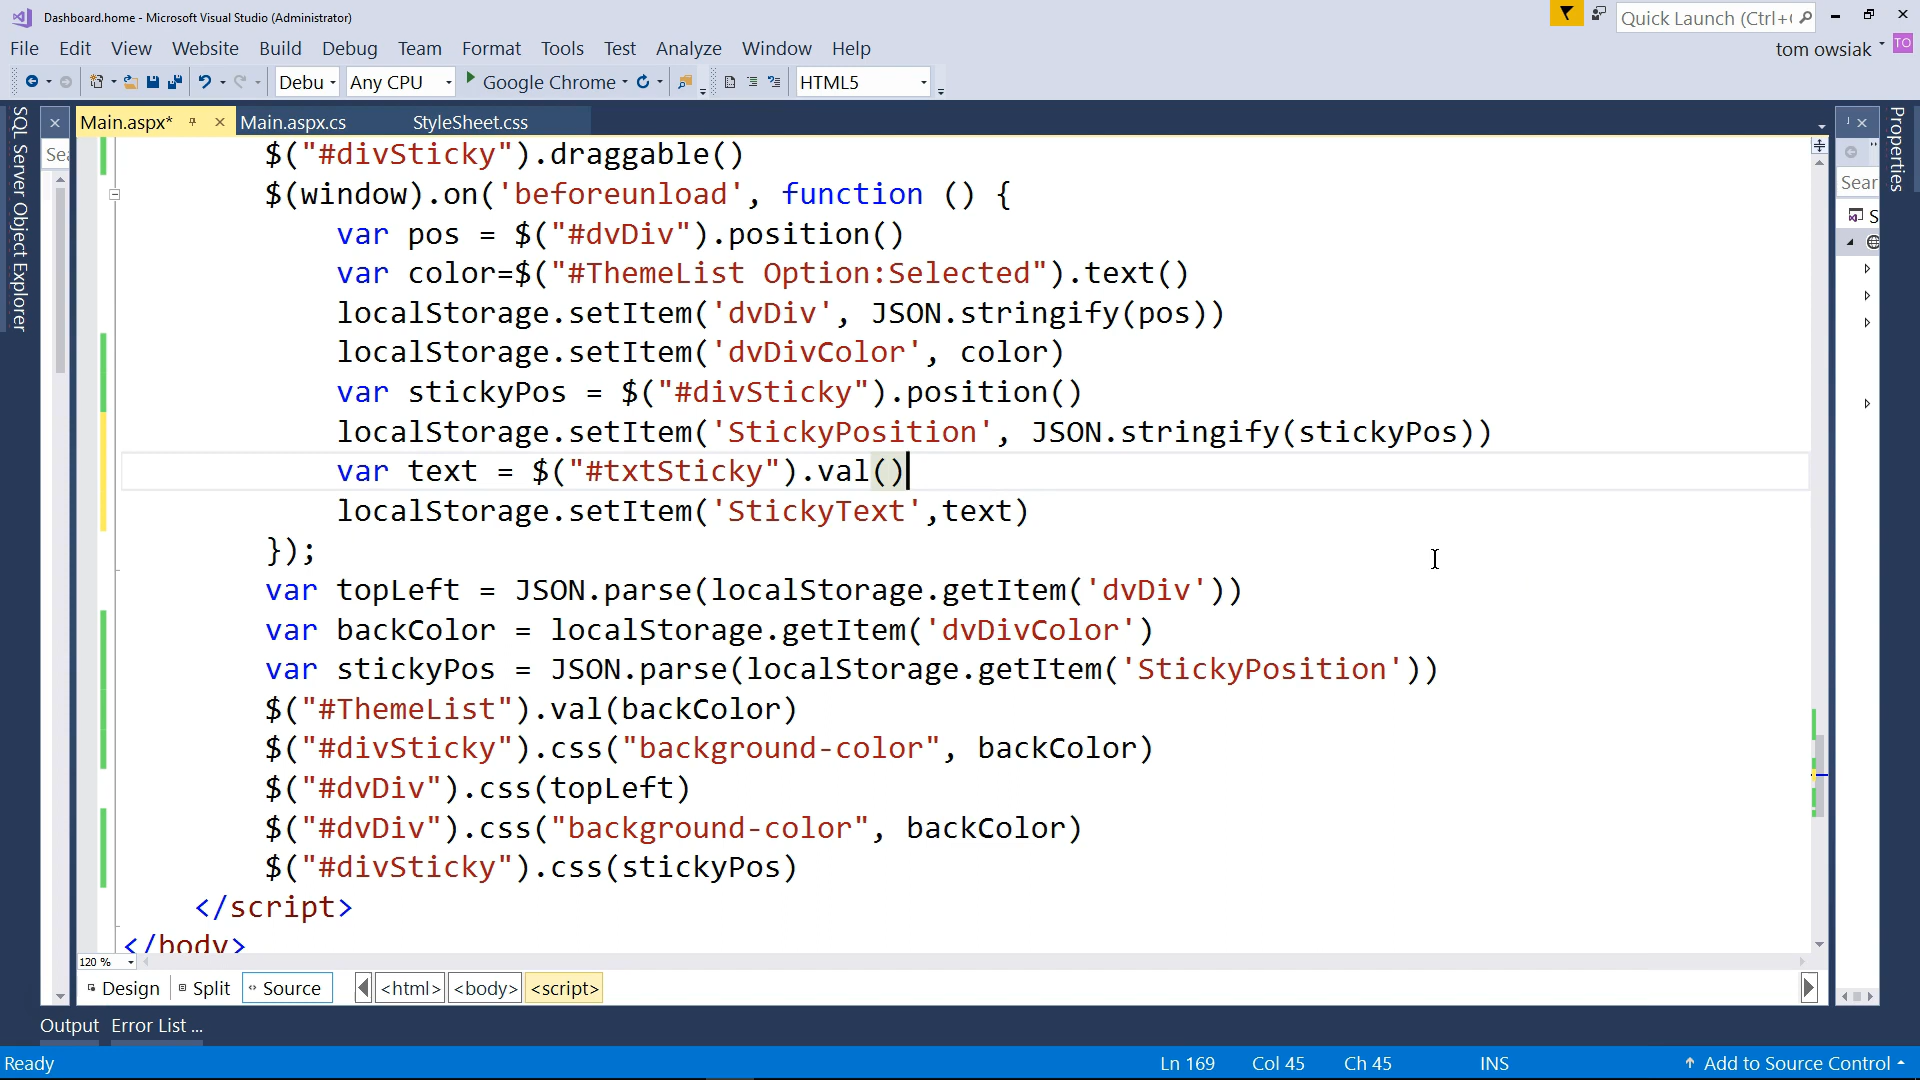 Dashboard.home - Microsoft Visual Studio (Administrator)
Quick Launch (Ctrl+
File Edit View Website Build Debug Team Format Tools Test Analyze Window Help
tom owsiak TO
Debu Any CPU Google Chrome HTML5
Main.aspx* Main.aspx.cs StyleSheet.css
SQL Server Object Explorer
Sea
Properties
Sear
S
$("#divSticky").draggable()
$(window).on('beforeunload', function () {
var pos = $("#dvDiv").position()
var color=$("#ThemeList Option:Selected").text()
localStorage.setItem('dvDiv', JSON.stringify(pos))
localStorage.setItem('dvDivColor', color)
var stickyPos = $("#divSticky").position()
localStorage.setItem('StickyPosition', JSON.stringify(stickyPos))
var text = $("#txtSticky").val()
localStorage.setItem('StickyText',text)
});
var topLeft = JSON.parse(localStorage.getItem('dvDiv'))
var backColor = localStorage.getItem('dvDivColor')
var stickyPos = JSON.parse(localStorage.getItem('StickyPosition'))
$("#ThemeList").val(backColor)
$("#divSticky").css("background-color", backColor)
$("#dvDiv").css(topLeft)
$("#dvDiv").css("background-color", backColor)
$("#divSticky").css(stickyPos)
</script>
</body>
120 %
Design Split Source <html> <body> <script>
Output Error List ...
Ready Ln 169 Col 45 Ch 45 INS Add to Source Control